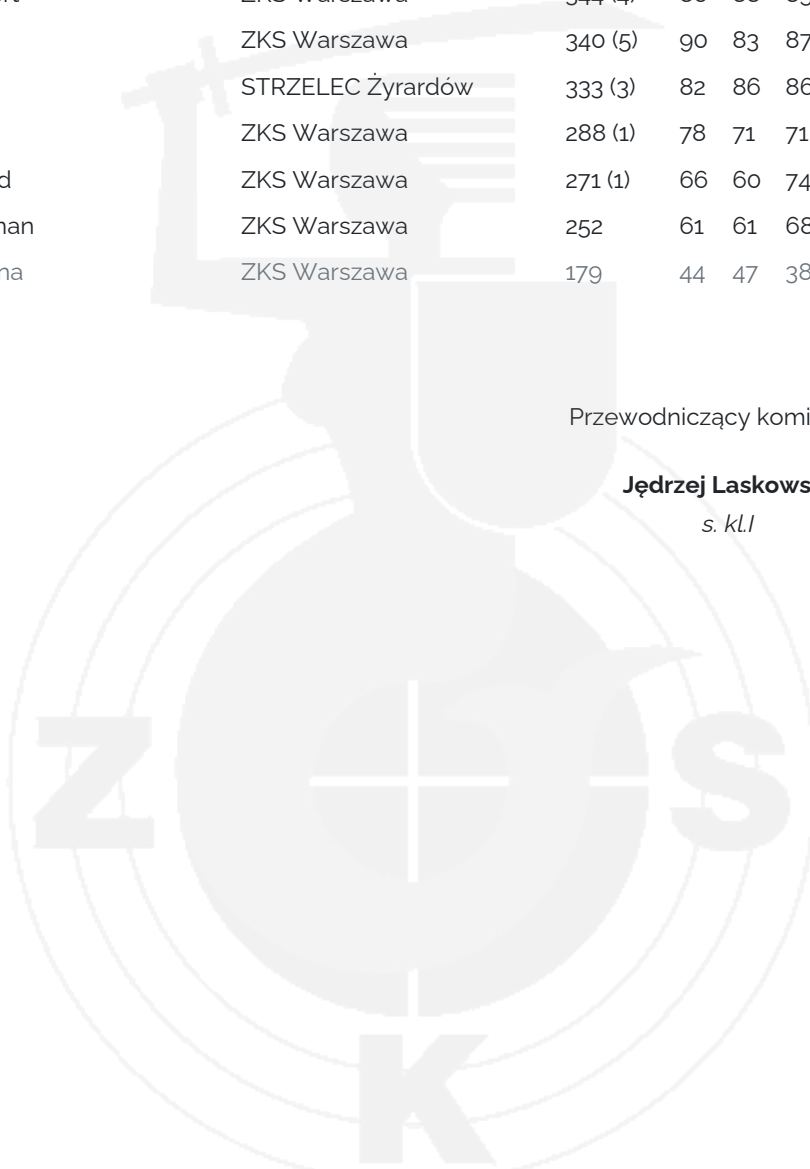 ZKS Warszawa
ZKS Warszawa 340 (5) 90 83 87
STRZELEC Żyrardów 333 (3) 82 86 86
ZKS Warszawa 288 (1) 78 71 71
d ZKS Warszawa 271 (1) 66 60 74
nan ZKS Warszawa 252 61 61 68
na ZKS Warszawa 179 44 47 38
Przewodniczący komi
Jędrzej Laskows
s. kl.I
Z S
K